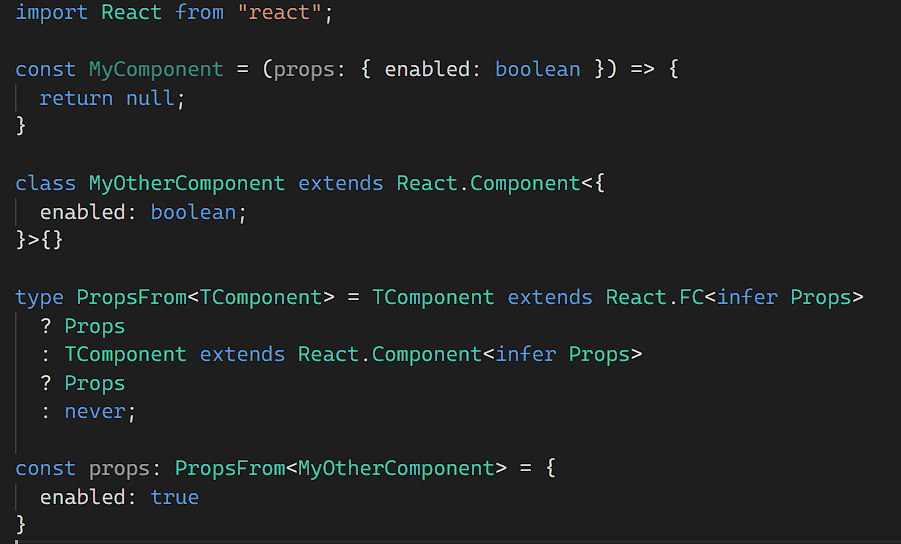 import React from "react";
const MyComponent = (props: { enabled: boolean }) => {
return null;
}
class MyOtherComponent extends React.Component<{
enabled: boolean;
}>{}
type PropsFrom<TComponent> = TComponent extends React.FC<infer Props>
? Props
: TComponent extends React.Component<infer Props>
? Props
: never;
const props: PropsFrom<MyOtherComponent> = {
enabled: true
}